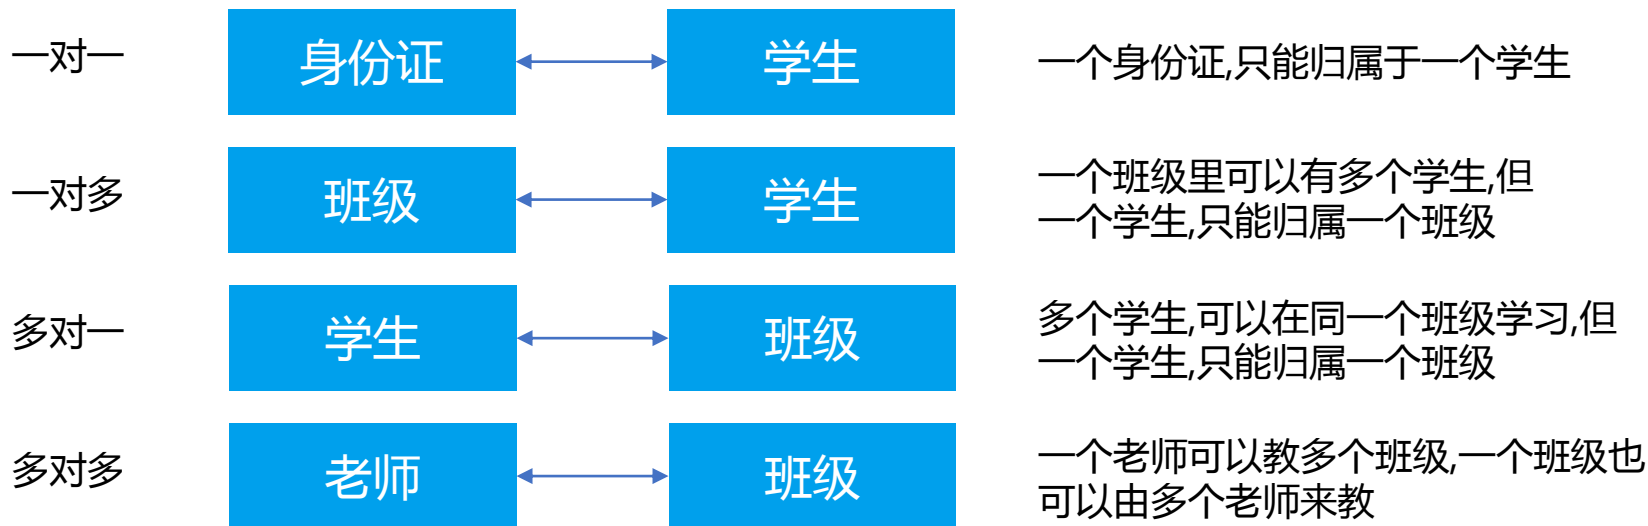 一对一
身份证
学生
一个身份证,只能归属于一个学生
一对多
班级
学生
一个班级里可以有多个学生,但
一个学生,只能归属一个班级
多对一
学生
班级
多个学生,可以在同一个班级学习,但
一个学生,只能归属一个班级
多对多
老师
班级
一个老师可以教多个班级,一个班级也
可以由多个老师来教